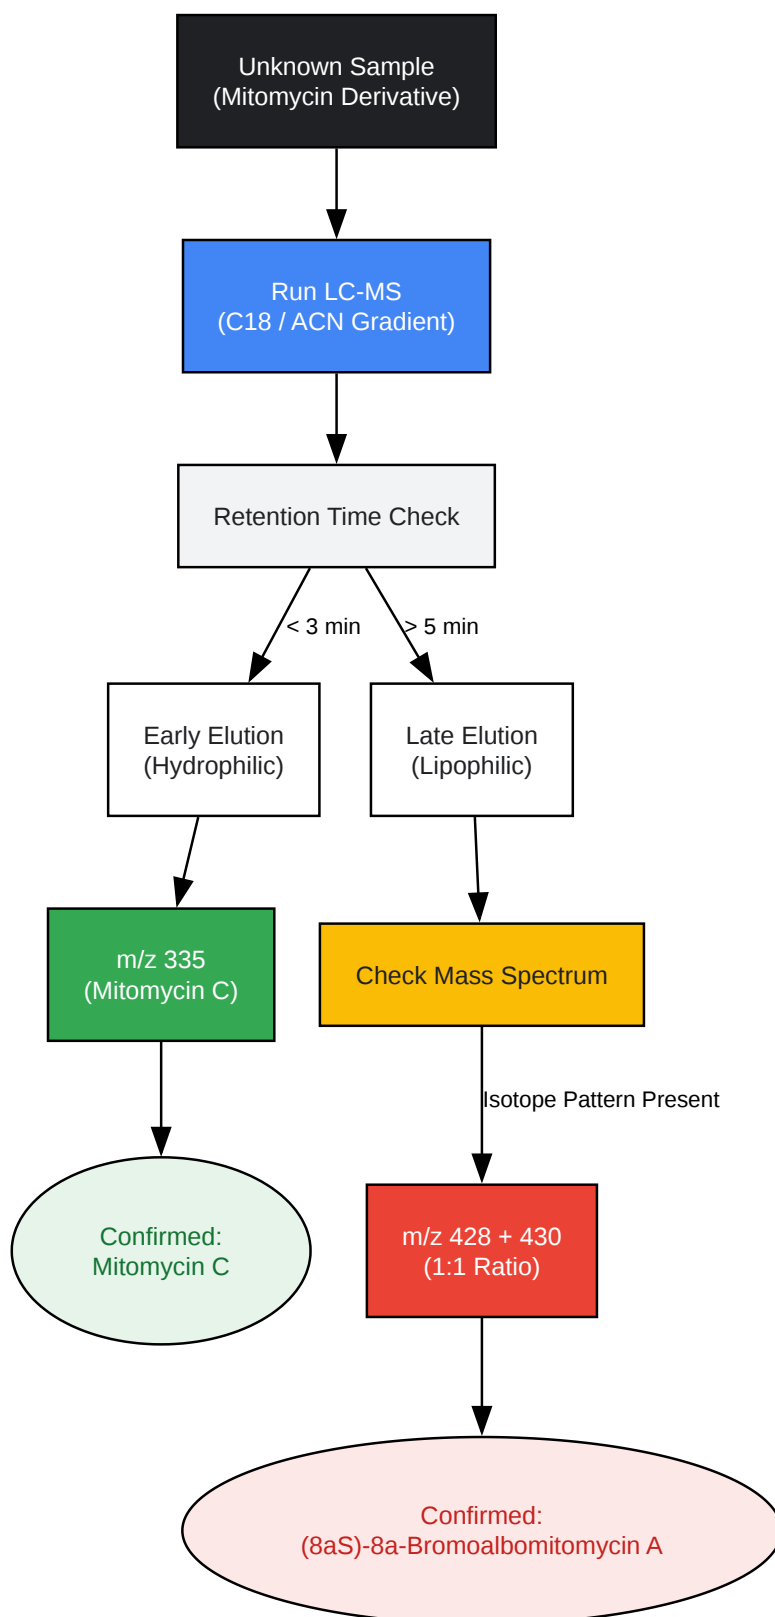 Unknown Sample
(Mitomycin Derivative)
Run LC-MS
(C18 / ACN Gradient)
Retention Time Check
< 3 min
> 5 min
Early Elution
(Hydrophilic)
Late Elution
(Lipophilic)
m/z 335
(Mitomycin C)
Check Mass Spectrum
Isotope Pattern Present
Confirmed:
Mitomycin C
m/z 428 + 430
(1:1 Ratio)
Confirmed:
(8aS)-8a-Bromoalbomitomycin A